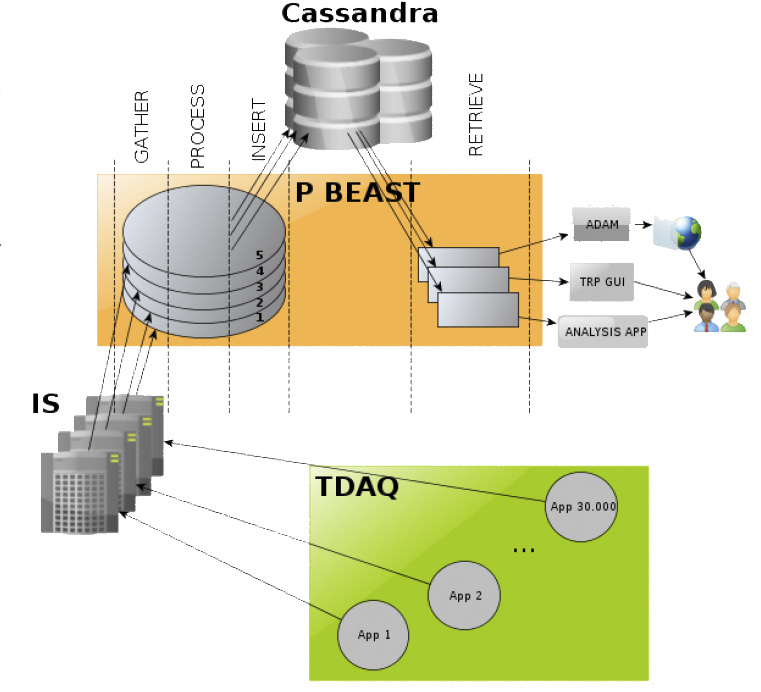 Cassandra
GATHER
PROCESS
INSERT
RETRIEVE
P BEAST
5
4
3
2
1
ADAM
TRP GUI
ANALYSIS APP
IS
TDAQ
App 30.000
...
App 2
App 1